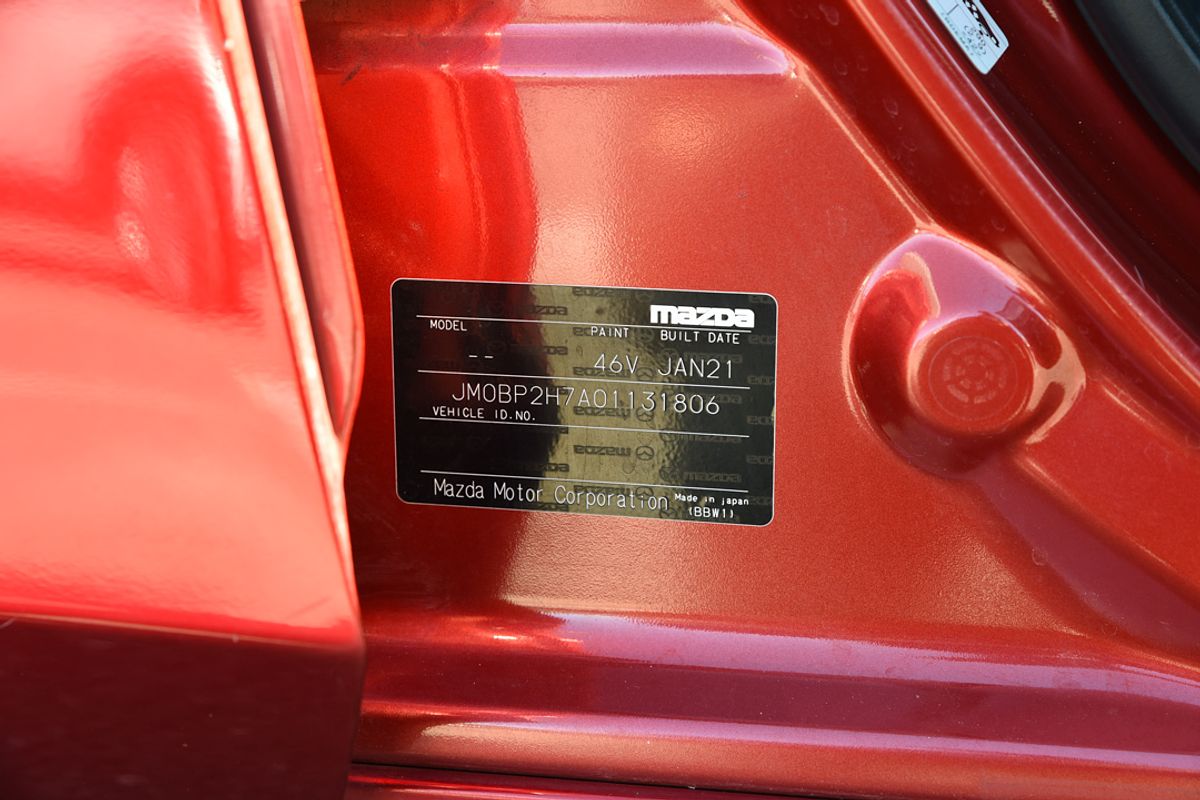 mazda
MODEL PAINT BUILT DATE
-- 46V JAN21
JM0BP2H7A01131806
VEHICLE ID.NO.
Mazda Motor Corporation Made in japan
(BBW1)